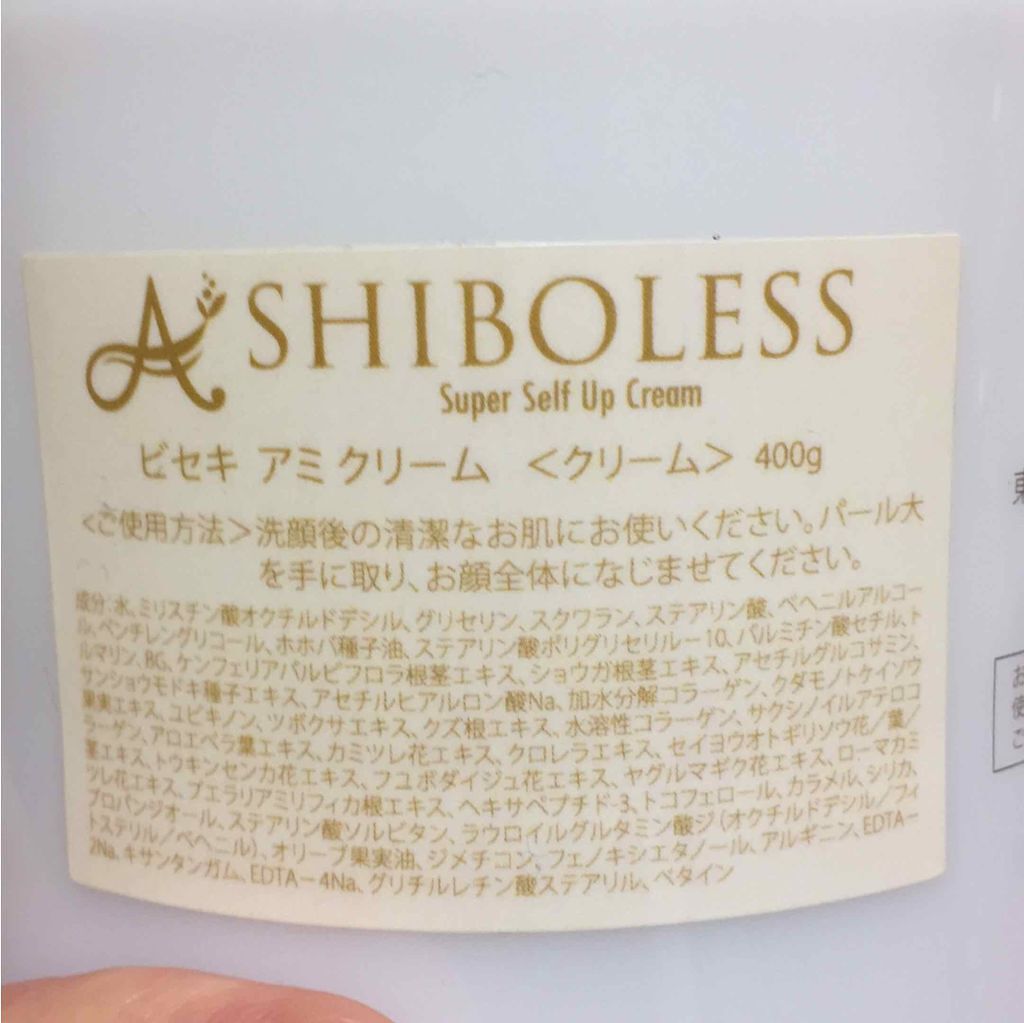 A SHIBOLESS
Super Self Up Cream
ビセキ アミクリーム <クリーム> 400g
<ご使用方法>洗顔後の清潔なお肌にお使いください。パール大
を手に取り、お顔全体になじませてください。
成分:水、ミリスチン酸オクチルドデシル、グリセリン、スクワラン、ステアリン酸、ベヘニルアルコー
ル、ペンチレングリコール、ホホバ種子油、ステアリン酸ポリグリセリルー10、パルミチン酸セチル、ト
ルマリン、BG、ケンフェリアパルビフロラ根茎エキス、ショウガ根茎エキス、アセチルグルコサミン、
サンショウモドキ種子エキス、アセチルヒアルロン酸Na、加水分解コラーゲン、クダモノトケイソウ
果実エキス、ユビキノン、ツボクサエキス、クズ根エキス、水溶性コラーゲン、サクシノイルアテロコ
ラーゲン、アロエベラ葉エキス、カミツレ花エキス、クロレラエキス、セイヨウオトギリソウ花/葉/
茎エキス、トウキンセンカ花エキス、フユボダイジュ花エキス、ヤグルマギク花エキス、ローマカミ
ツレ花エキス、プエラリアミリフィカ根エキス、ヘキサペプチド-3、トコフェロール、カラメル、シリカ、
プロパンジオール、ステアリン酸ソルビタン、ラウロイルグルタミン酸ジ(オクチルドデシル/フィ
トステリル/ベヘニル)、オリーブ果実油、ジメチコン、フェノキシエタノール、アルギニン、EDTAー
2Na、キサンタンガム、EDTAー4Na、グリチルレチン酸ステアリル、ベタイン
お
使
ご